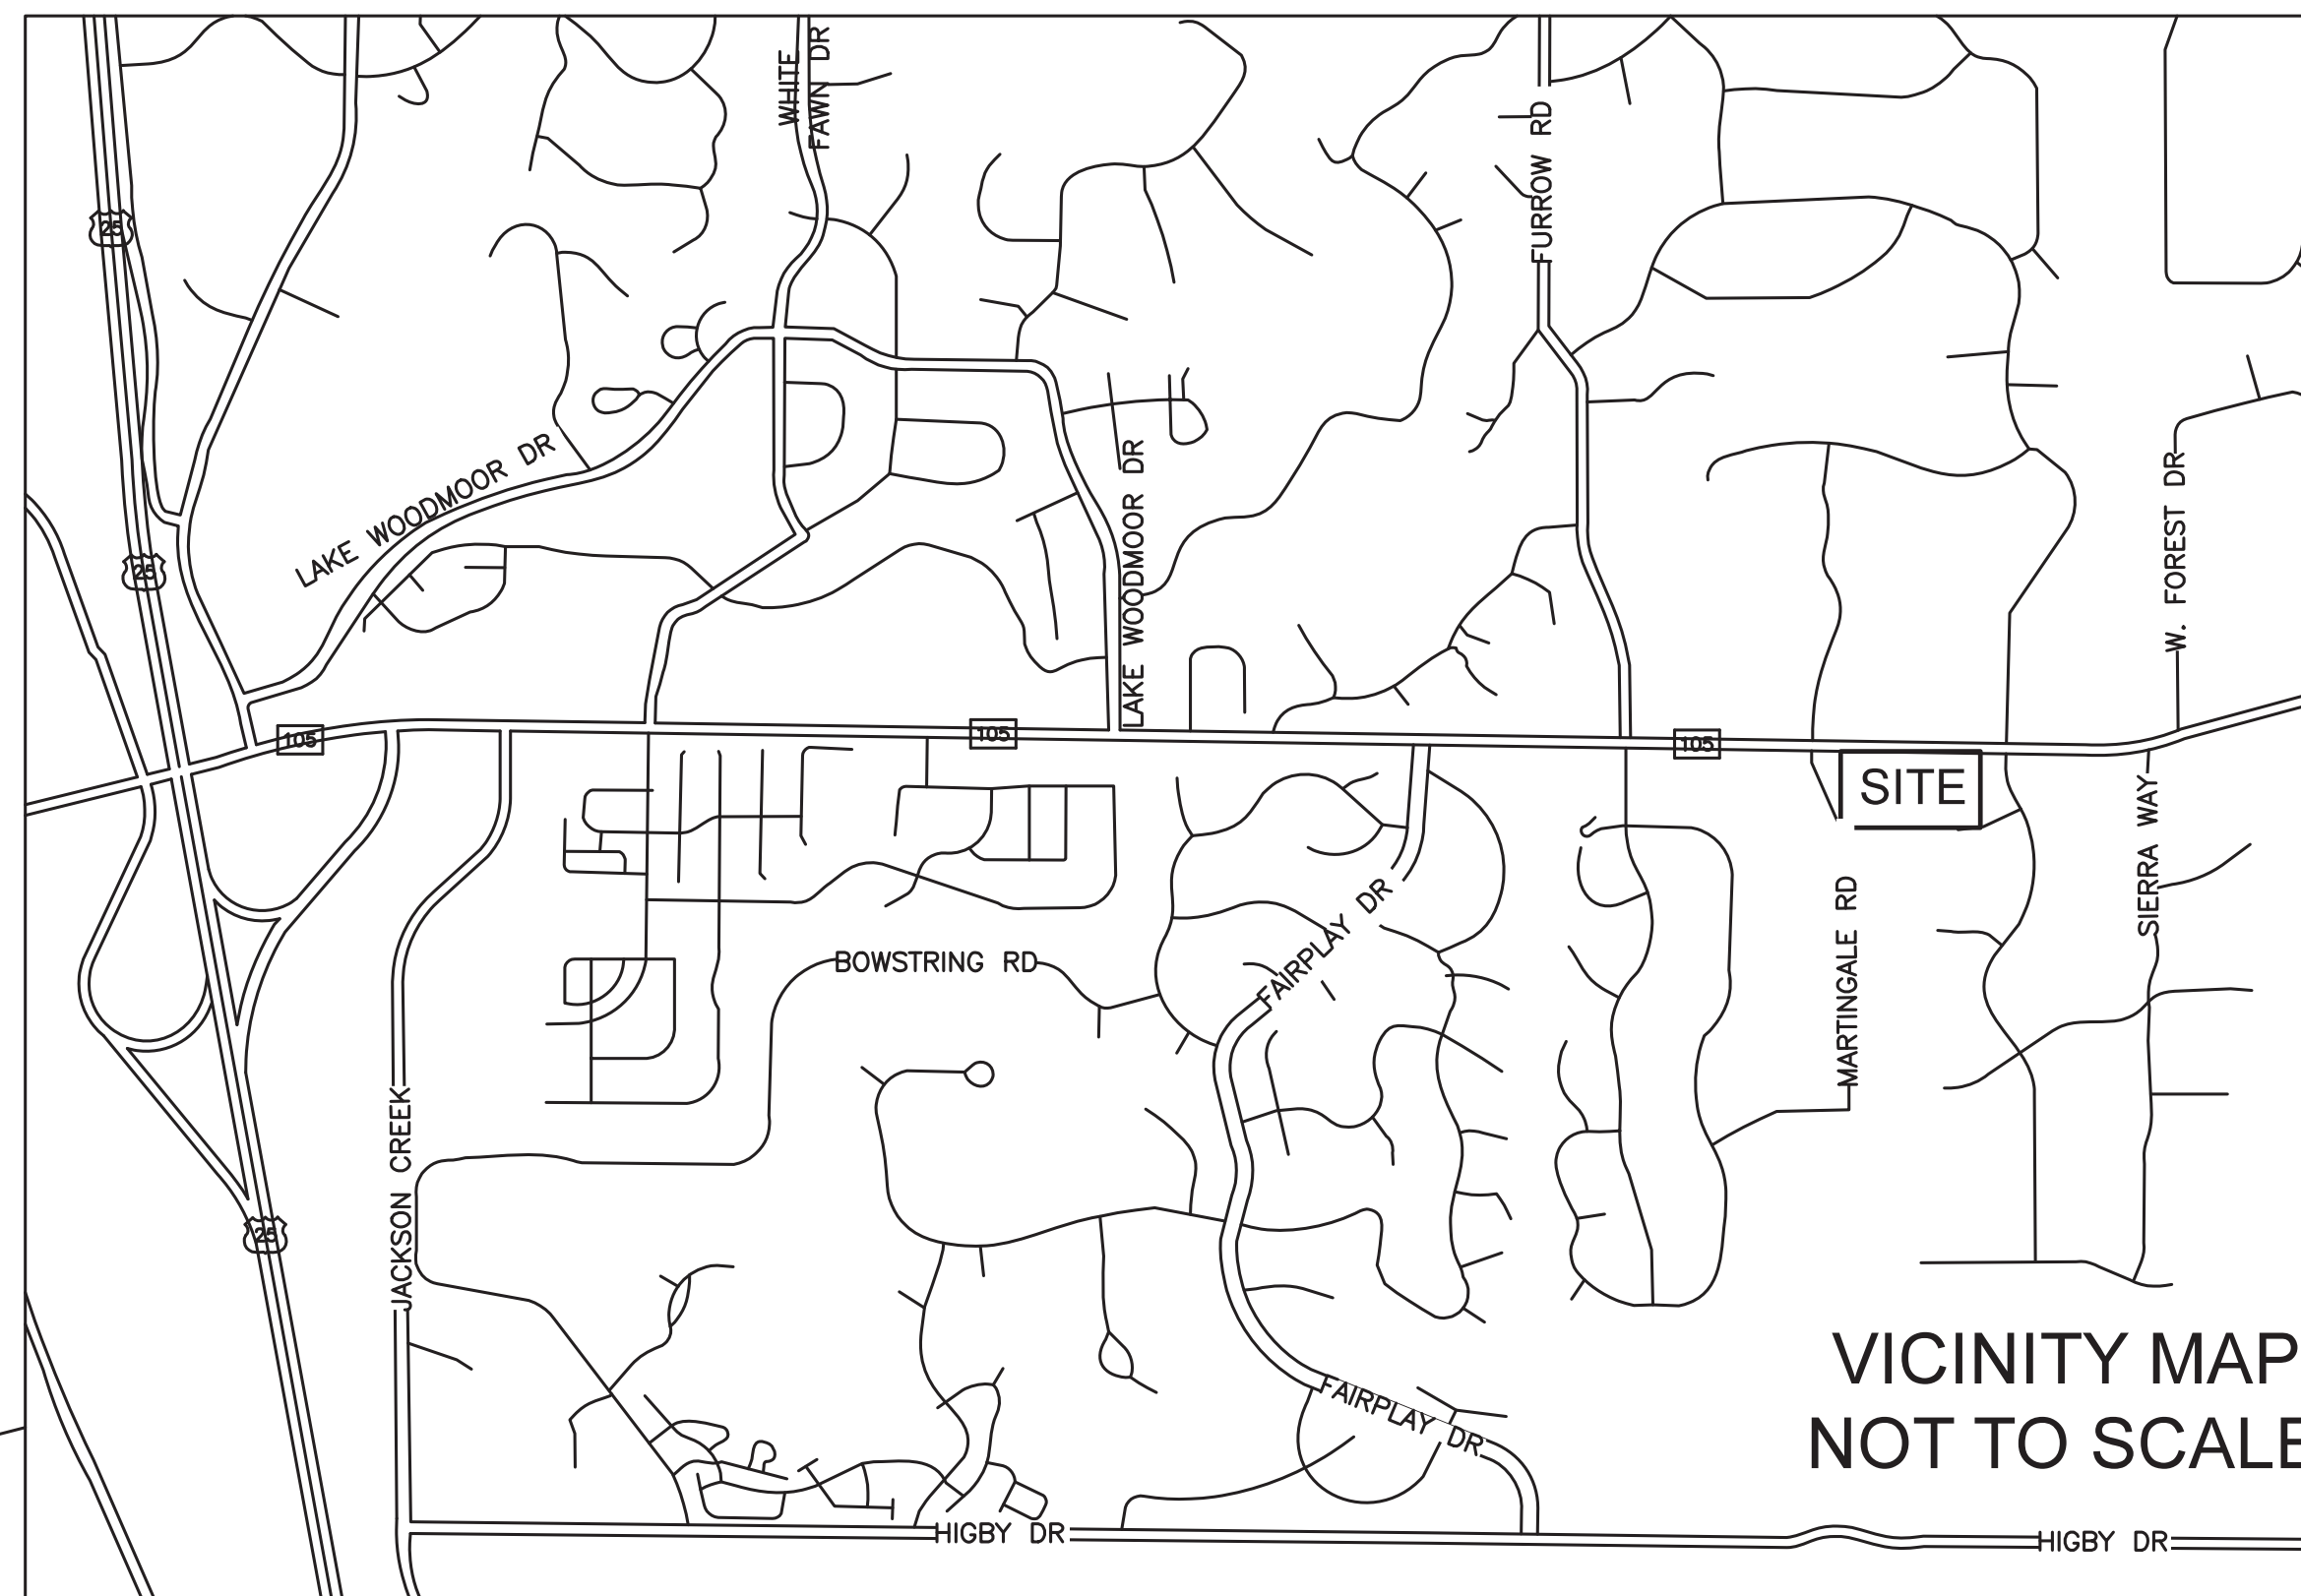 WHITE
FAWN DR
FURROW RD
25
LAKE WOODMOOR DR
LAKE WOODMOOR DR
W. FOREST DR
25
105
105
105
SITE
SIERRA WAY
MARTINGALE RD
FAIRPLAY DR
BOWSTRING RD
JACKSON CREEK
25
VICINITY MAP
NOT TO SCALE
FAIRPLAY DR
HIGBY DR
HIGBY DR